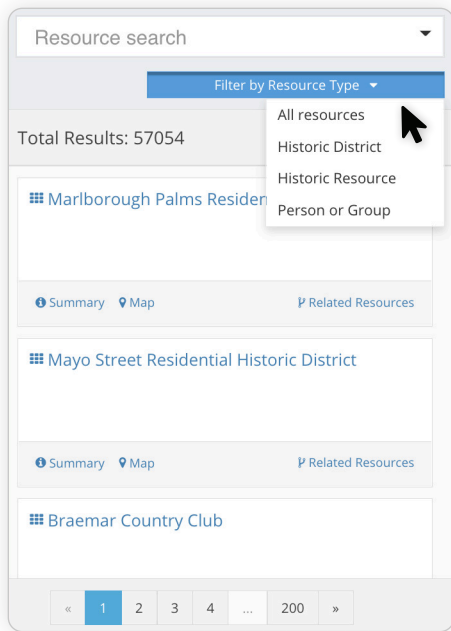 Resource search
Filter by Resource Type
All resources
Total Results: 57054
Historic District
Historic Resource
Marlborough Palms Residen
Person or Group
Summary Map Related Resources
Mayo Street Residential Historic District
Summary Map Related Resources
Braemar Country Club
« 1 2 3 4 ... 200 »